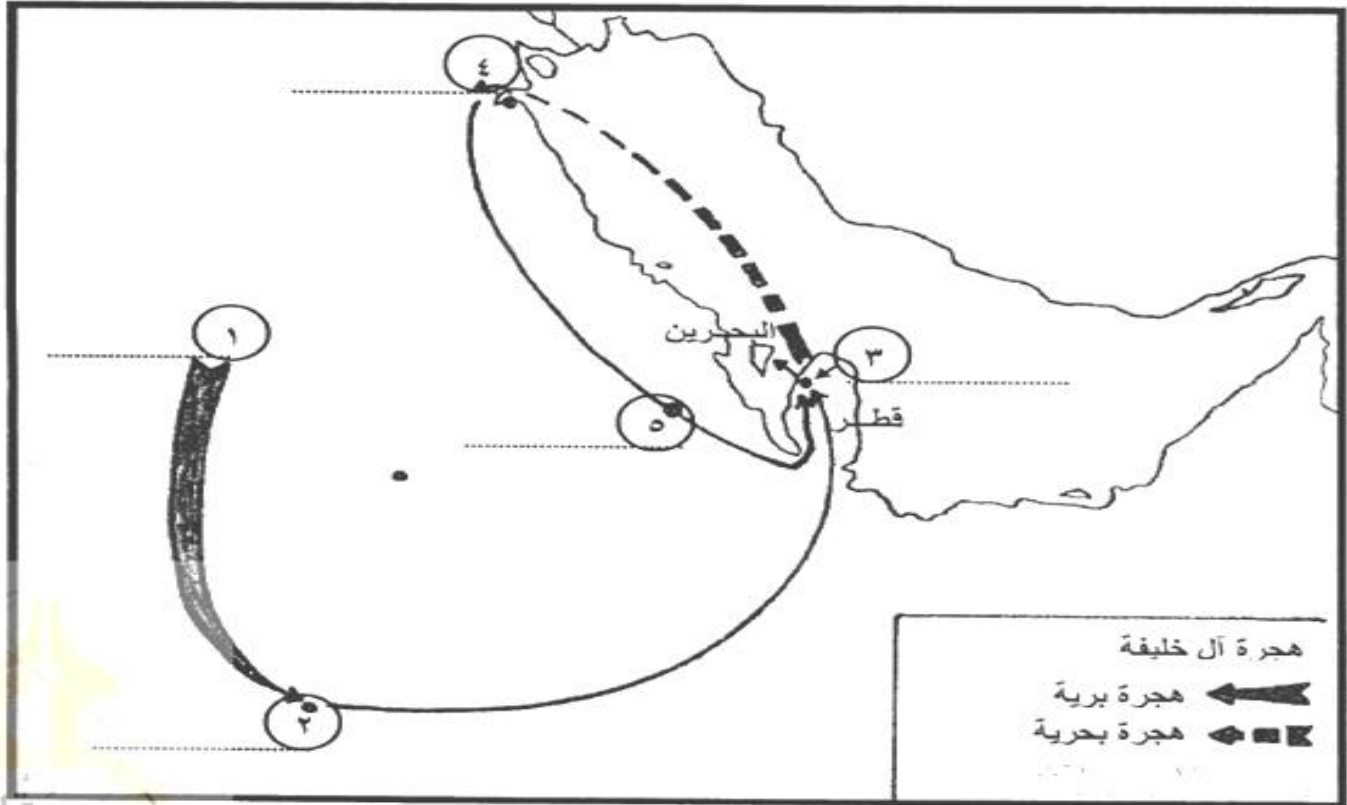 ٤
١
البحرين
٣
قطر
٥
٢
هجرة آل خليفة
هجرة برية
هجرة بحرية